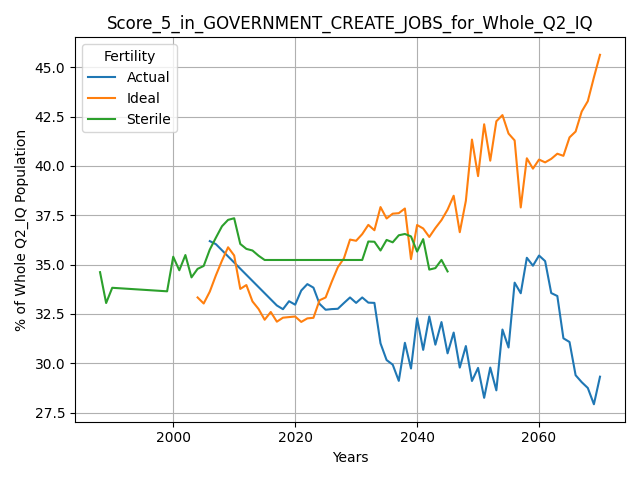 Score_5_in_GOVERNMENT_CREATE_JOBS_for_Whole_Q2_IQ
Fertility
Actual
Ideal
Sterile
% of Whole Q2_IQ Population
45.0
42.5
40.0
37.5
35.0
32.5
30.0
27.5
2000
2020
2040
2060
Years